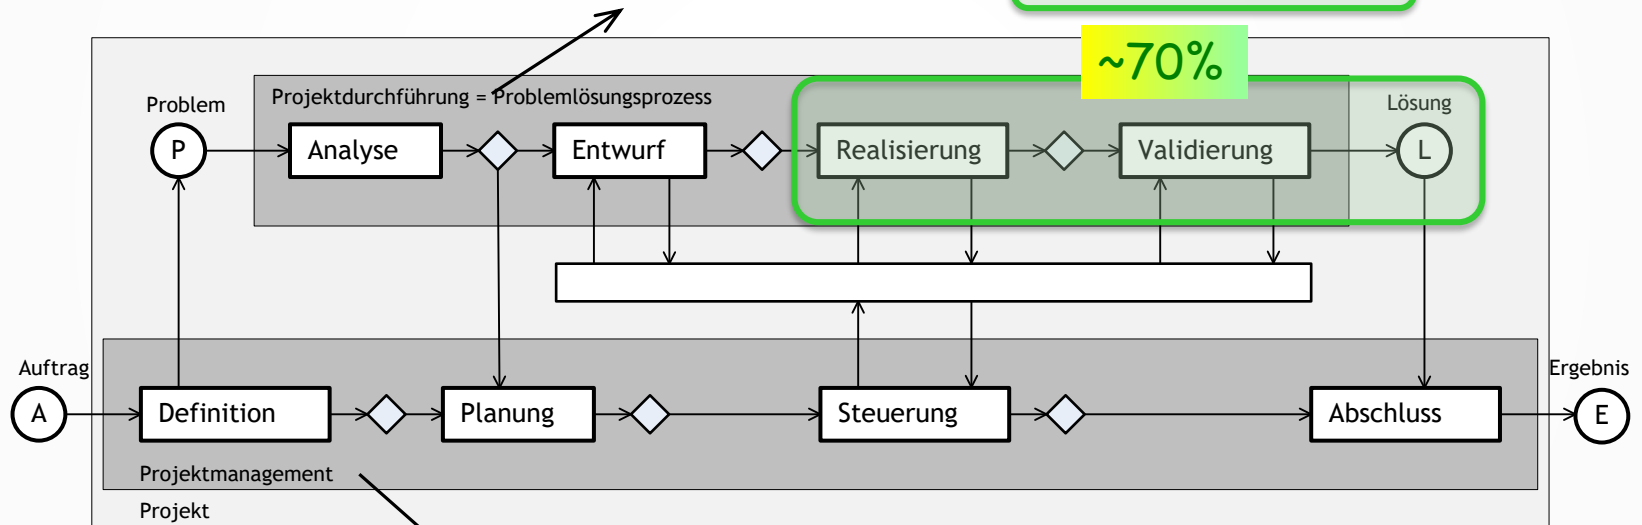 ~70%
Projektdurchführung = Problemlösungsprozess
Problem
Lösung
P
Analyse
Entwurf
Realisierung
Validierung
L
Auftrag
Ergebnis
A
Definition
Planung
Steuerung
Abschluss
E
Projektmanagement
Projekt